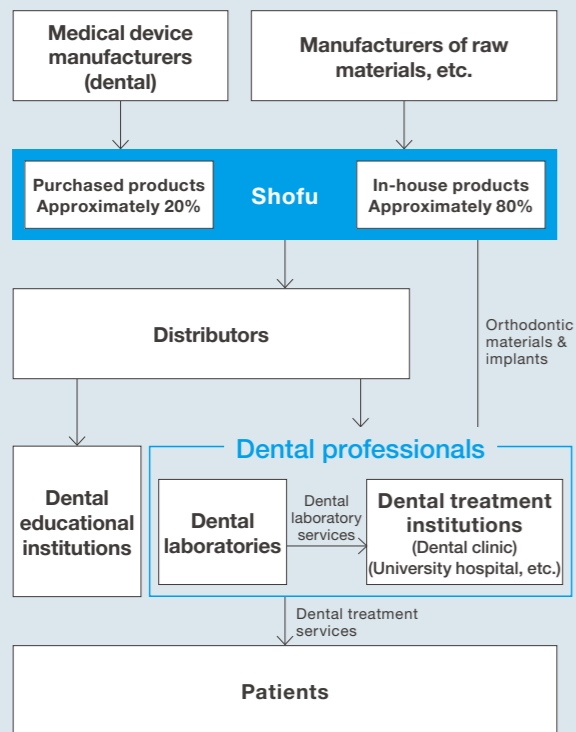 Medical device
manufacturers
(dental)
Manufacturers of raw
materials, etc.
Purchased products
Approximately 20%
Shofu
In-house products
Approximately 80%
Distributors
Orthodontic
materials &
implants
Dental professionals
Dental
educational
institutions
Dental
laboratories
Dental
laboratory
services
Dental treatment
institutions
(Dental clinic)
(University hospital, etc.)
Dental treatment
services
Patients